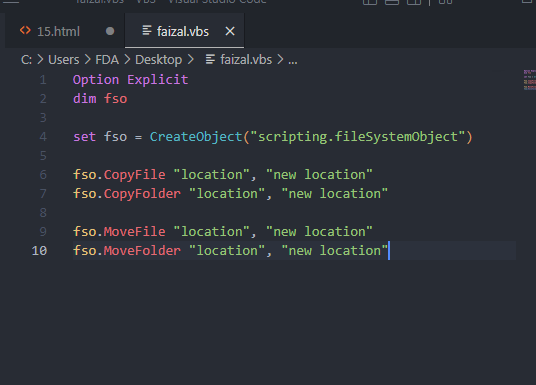 faizal.vbs - VBS - Visual Studio Code
15.html
faizal.vbs
C: > Users > FDA > Desktop > faizal.vbs > ...
1 Option Explicit
2 dim fso
3
4 set fso = CreateObject("scripting.fileSystemObject")
5
6 fso.CopyFile "location", "new location"
7 fso.CopyFolder "location", "new location"
8
9 fso.MoveFile "location", "new location"
10 fso.MoveFolder "location", "new location"